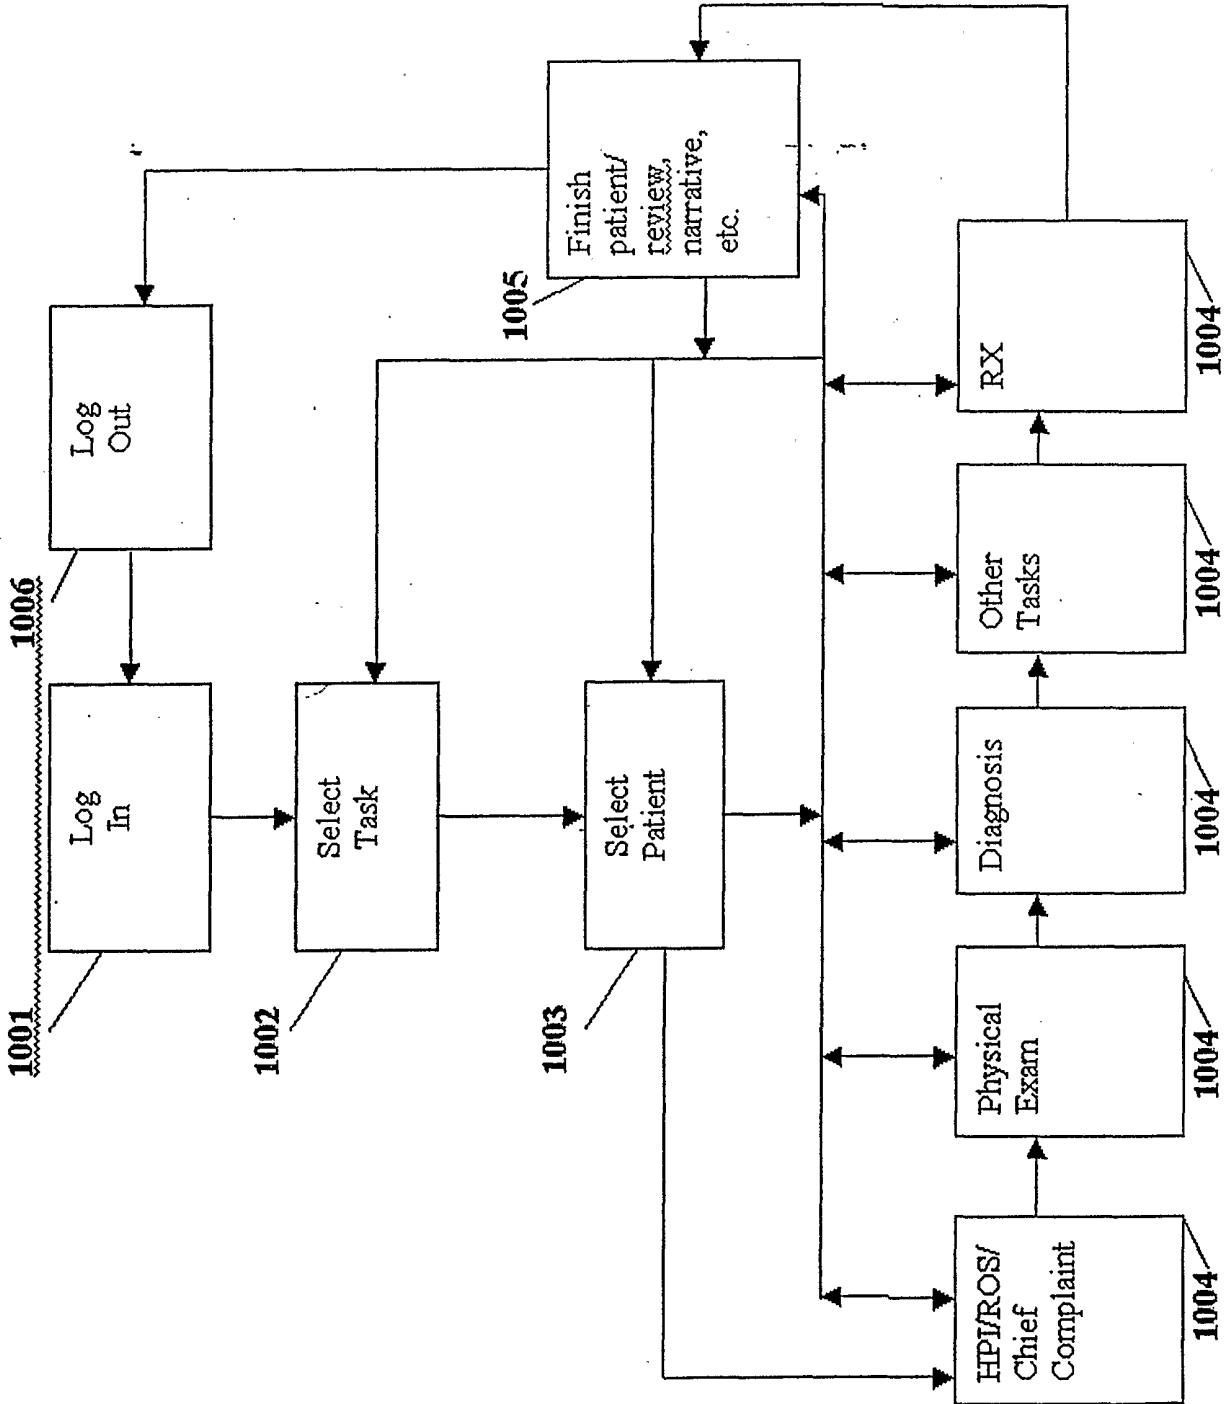 1001
1006
Log
In
Log
Out
1002
Select
Task
1003
Select
Patient
1005
Finish
patient/
review,
narrative,
etc.
HPI/ROS/
Chief
Complaint
Physical
Exam
Diagnosis
Other
Tasks
RX
1004
1004
1004
1004
1004